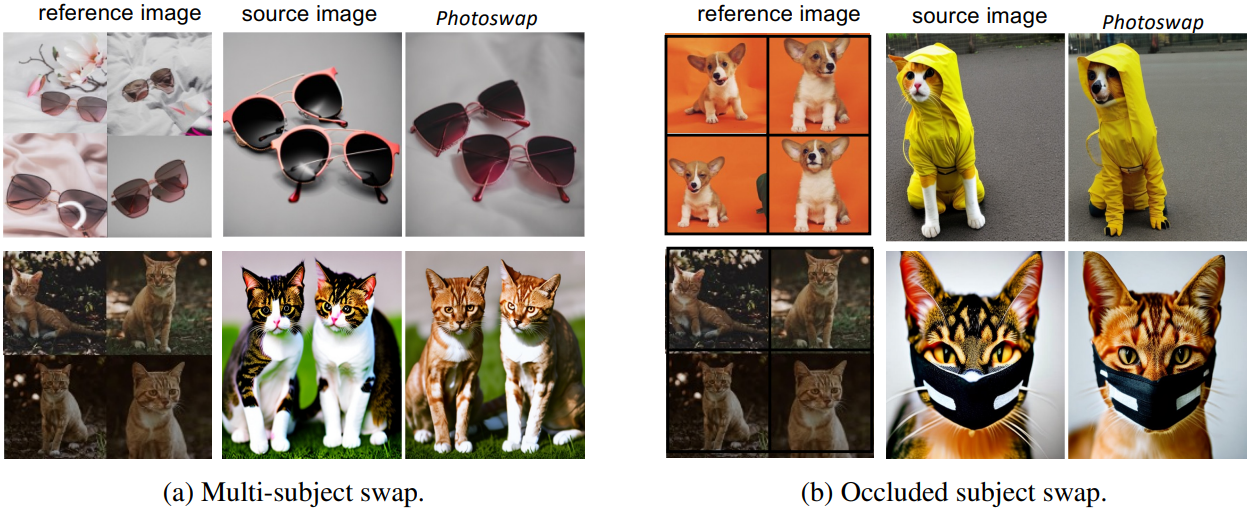 reference image source image Photoswap
reference image source image Photoswap
(a) Multi-subject swap.
(b) Occluded subject swap.